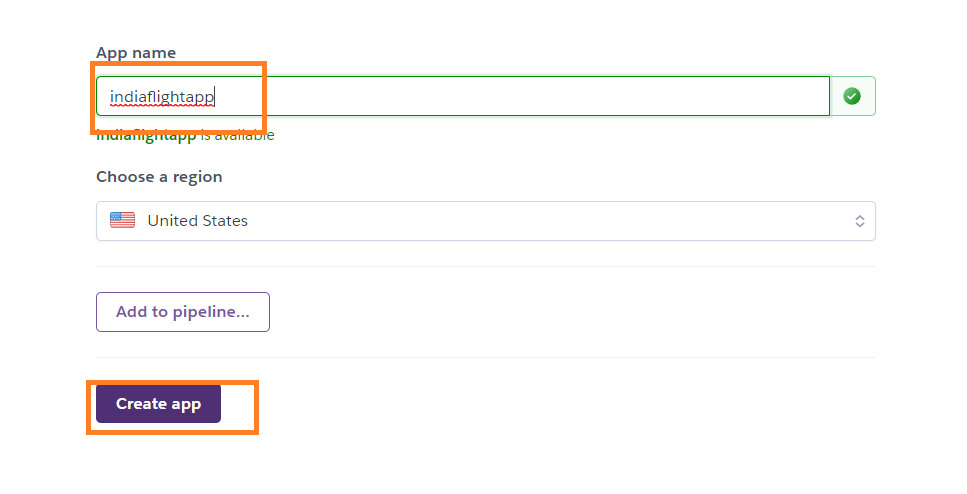 App name
indiaflightapp
indiaflightapp is available
Choose a region
United States
Add to pipeline...
Create app